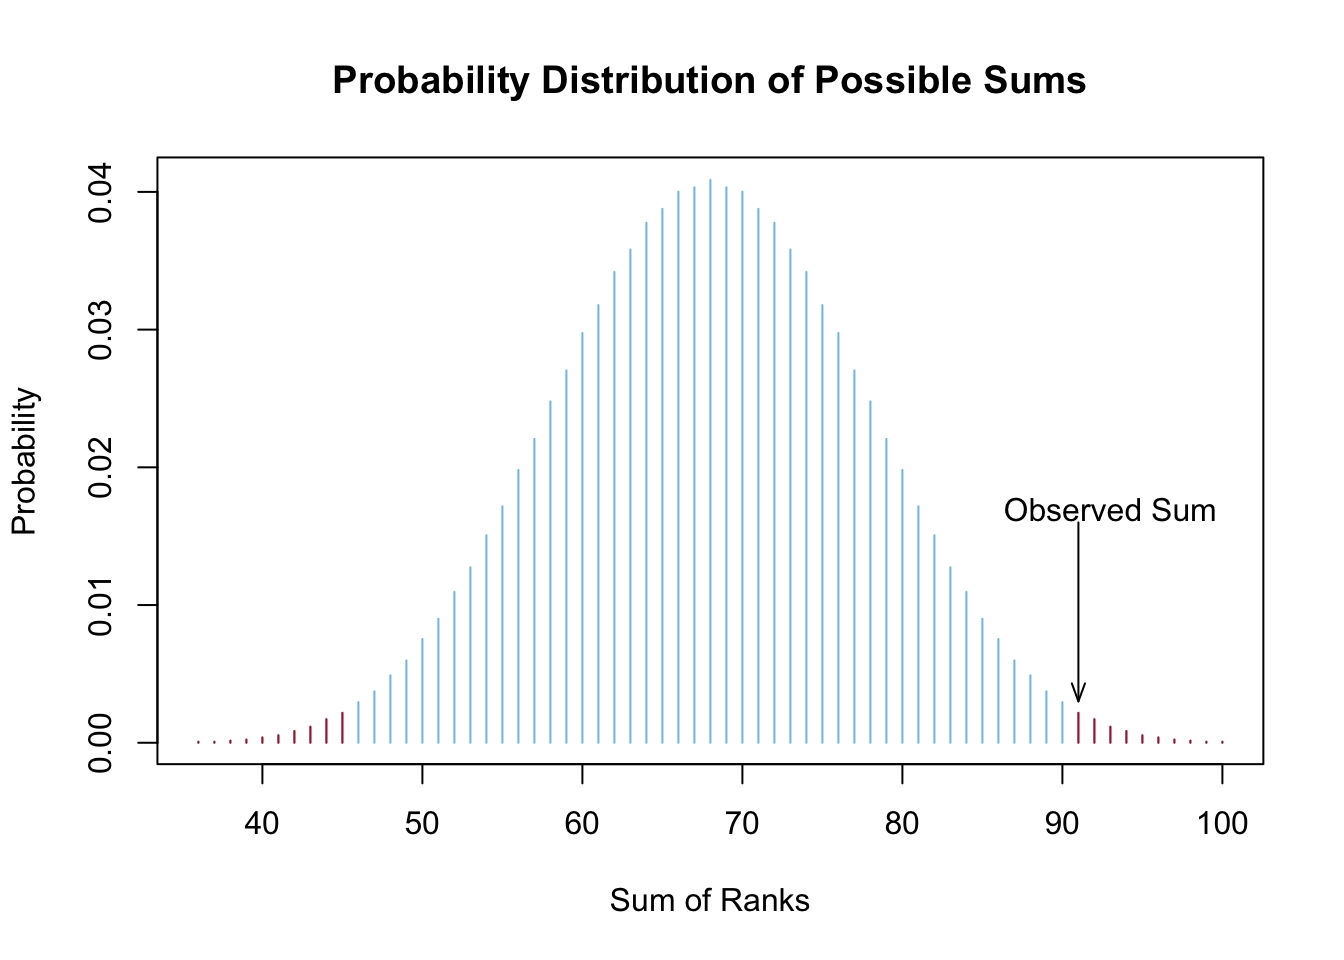 Probability Distribution of Possible Sums
Probability
0.04
0.03
0.02
0.01
0.00
Observed Sum
40 50 60 70 80 90 100
Sum of Ranks